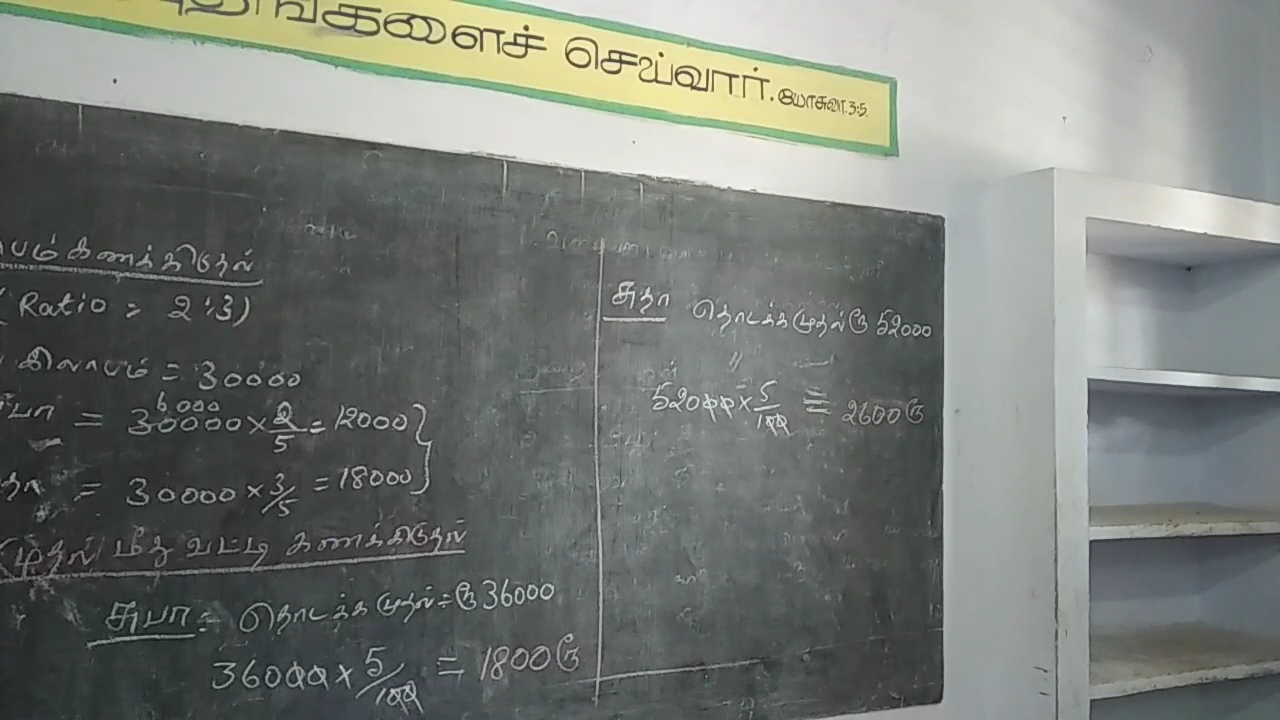 களைச் செய்வார். யோசுவா.3:5.
கணக்கிடுதல்
( Ratio = 2:3)
இலாபம் = 30000
6000
= 30000 × 2/5 = 12000
= 30000 × 3/5 = 18000
முதல் மீது வட்டி கணக்கிடுதல்
சுபா: தொடக்க முதல் = ரூ 36000
36000 × 5/100 = 1800 ரூ
சுதா தொடக்க முதல் ரூ 52000
52000 × 5/100 = 2600 ரூ